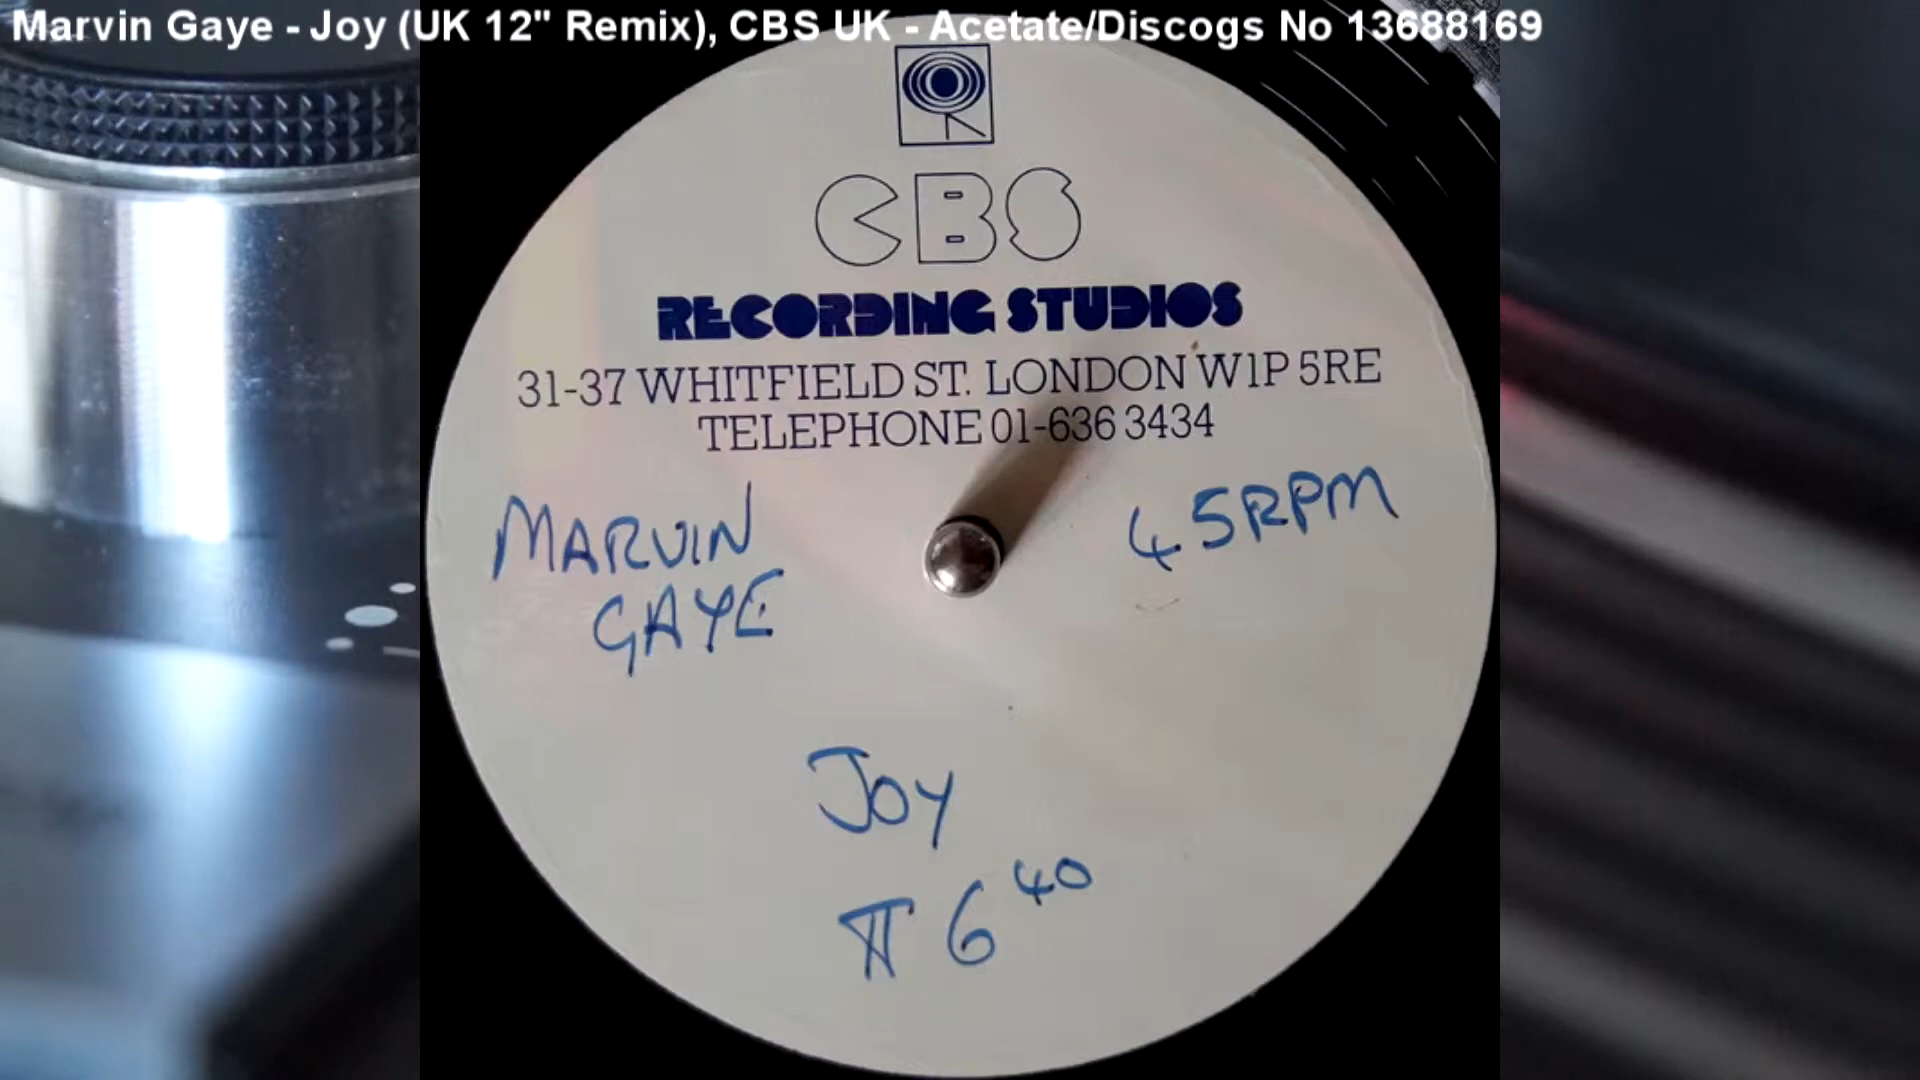 Marvin Gaye - Joy (UK 12" Remix), CBS UK - Acetate/Discogs No 13688169
CBS
RECORDING STUDIOS
31-37 WHITFIELD ST. LONDON W1P 5RE
TELEPHONE 01-636 3434
MARVIN
GAYE
45RPM
JOY
TT 6 40